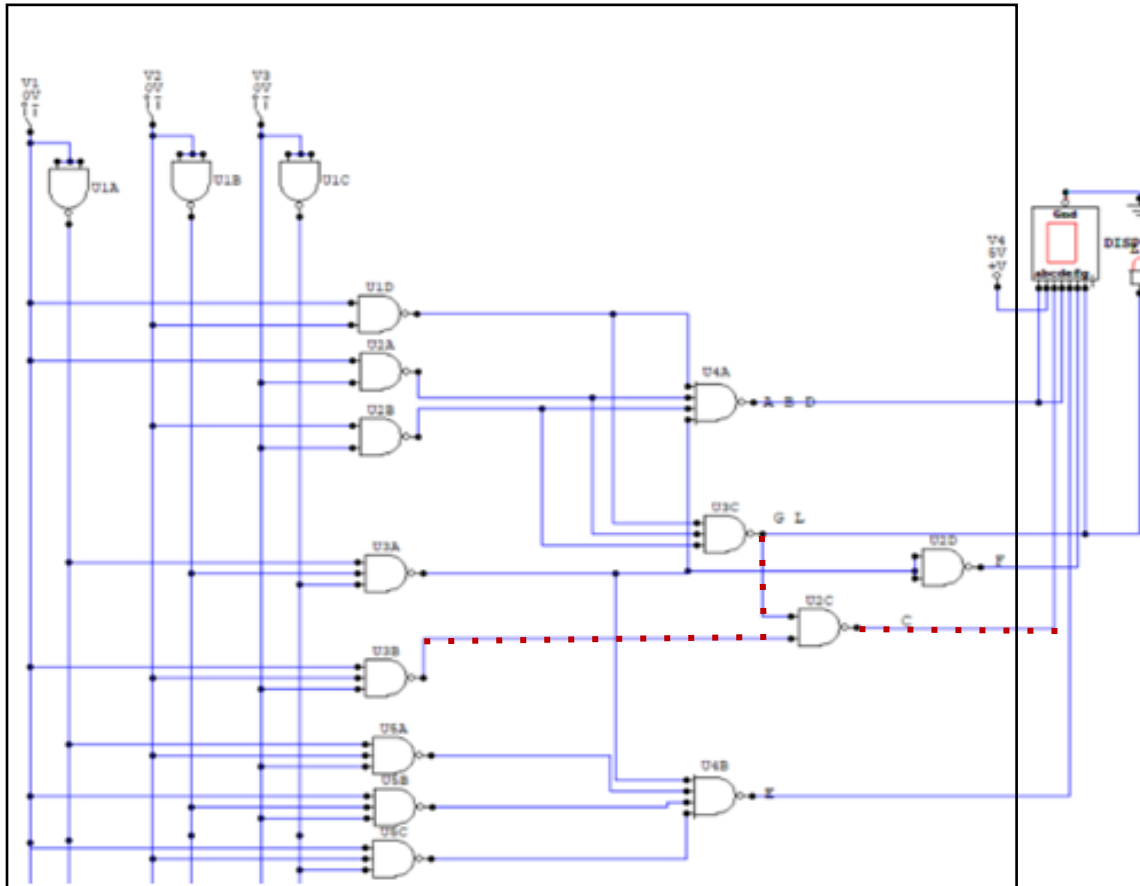 V1
0V
V2
0V
V3
0V
U1A
U1B
U1C
Gnd
V4
5V
+V
DISP
abcdefg
U1D
U2A
U4A
A B D
U2B
U3C
G L
U3A
U2D
F
U2C
C
U3B
U5A
U4B
E
U5B